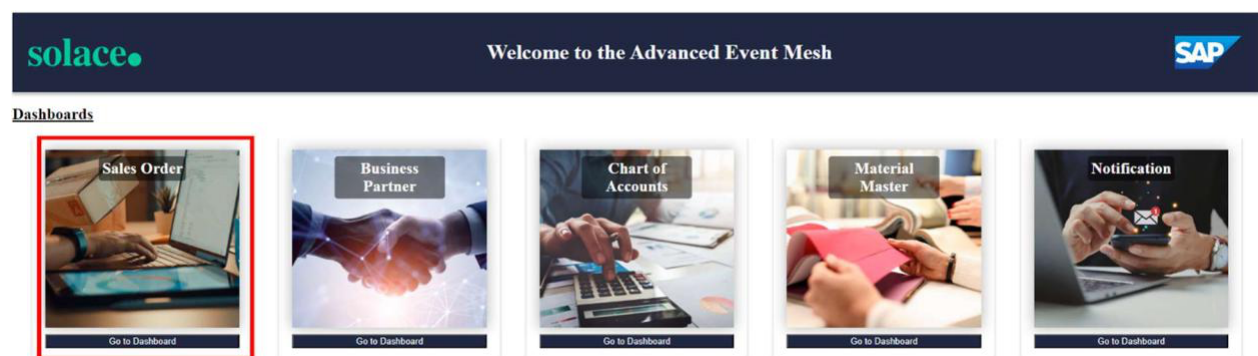 solace
Welcome to the Advanced Event Mesh
SAP
Dashboards
Sales Order
Business
Partner
Chart of
Accounts
Material
Master
Notification
Go to Dashboard
Go to Dashboard
Go to Dashboard
Go to Dashboard
Go to Dashboard